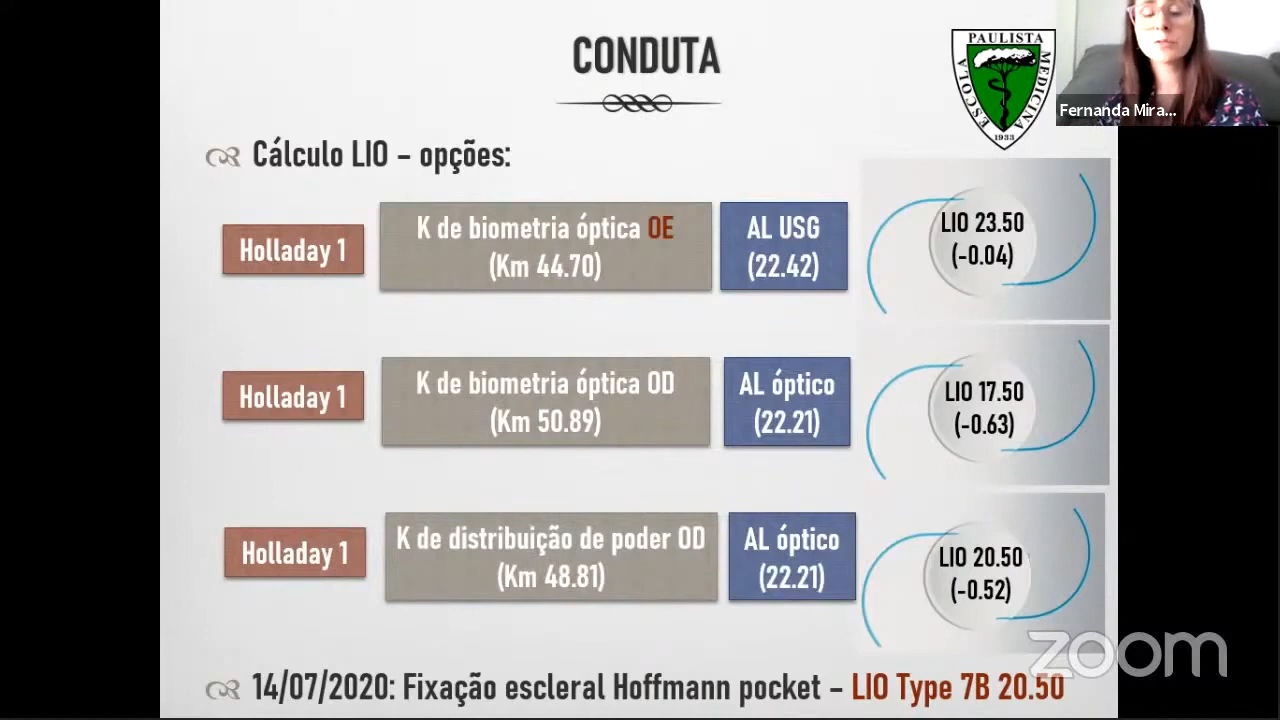 CONDUTA
ESCOLA PAULISTA MEDICINA
1933
Fernanda Mira...
Cálculo LIO – opções:
Holladay 1
K de biometria óptica OE
(Km 44.70)
AL USG
(22.42)
LIO 23.50
(-0.04)
Holladay 1
K de biometria óptica OD
(Km 50.89)
AL óptico
(22.21)
LIO 17.50
(-0.63)
Holladay 1
K de distribuição de poder OD
(Km 48.81)
AL óptico
(22.21)
LIO 20.50
(-0.52)
zoom
14/07/2020: Fixação escleral Hoffmann pocket – LIO Type 7B 20.50